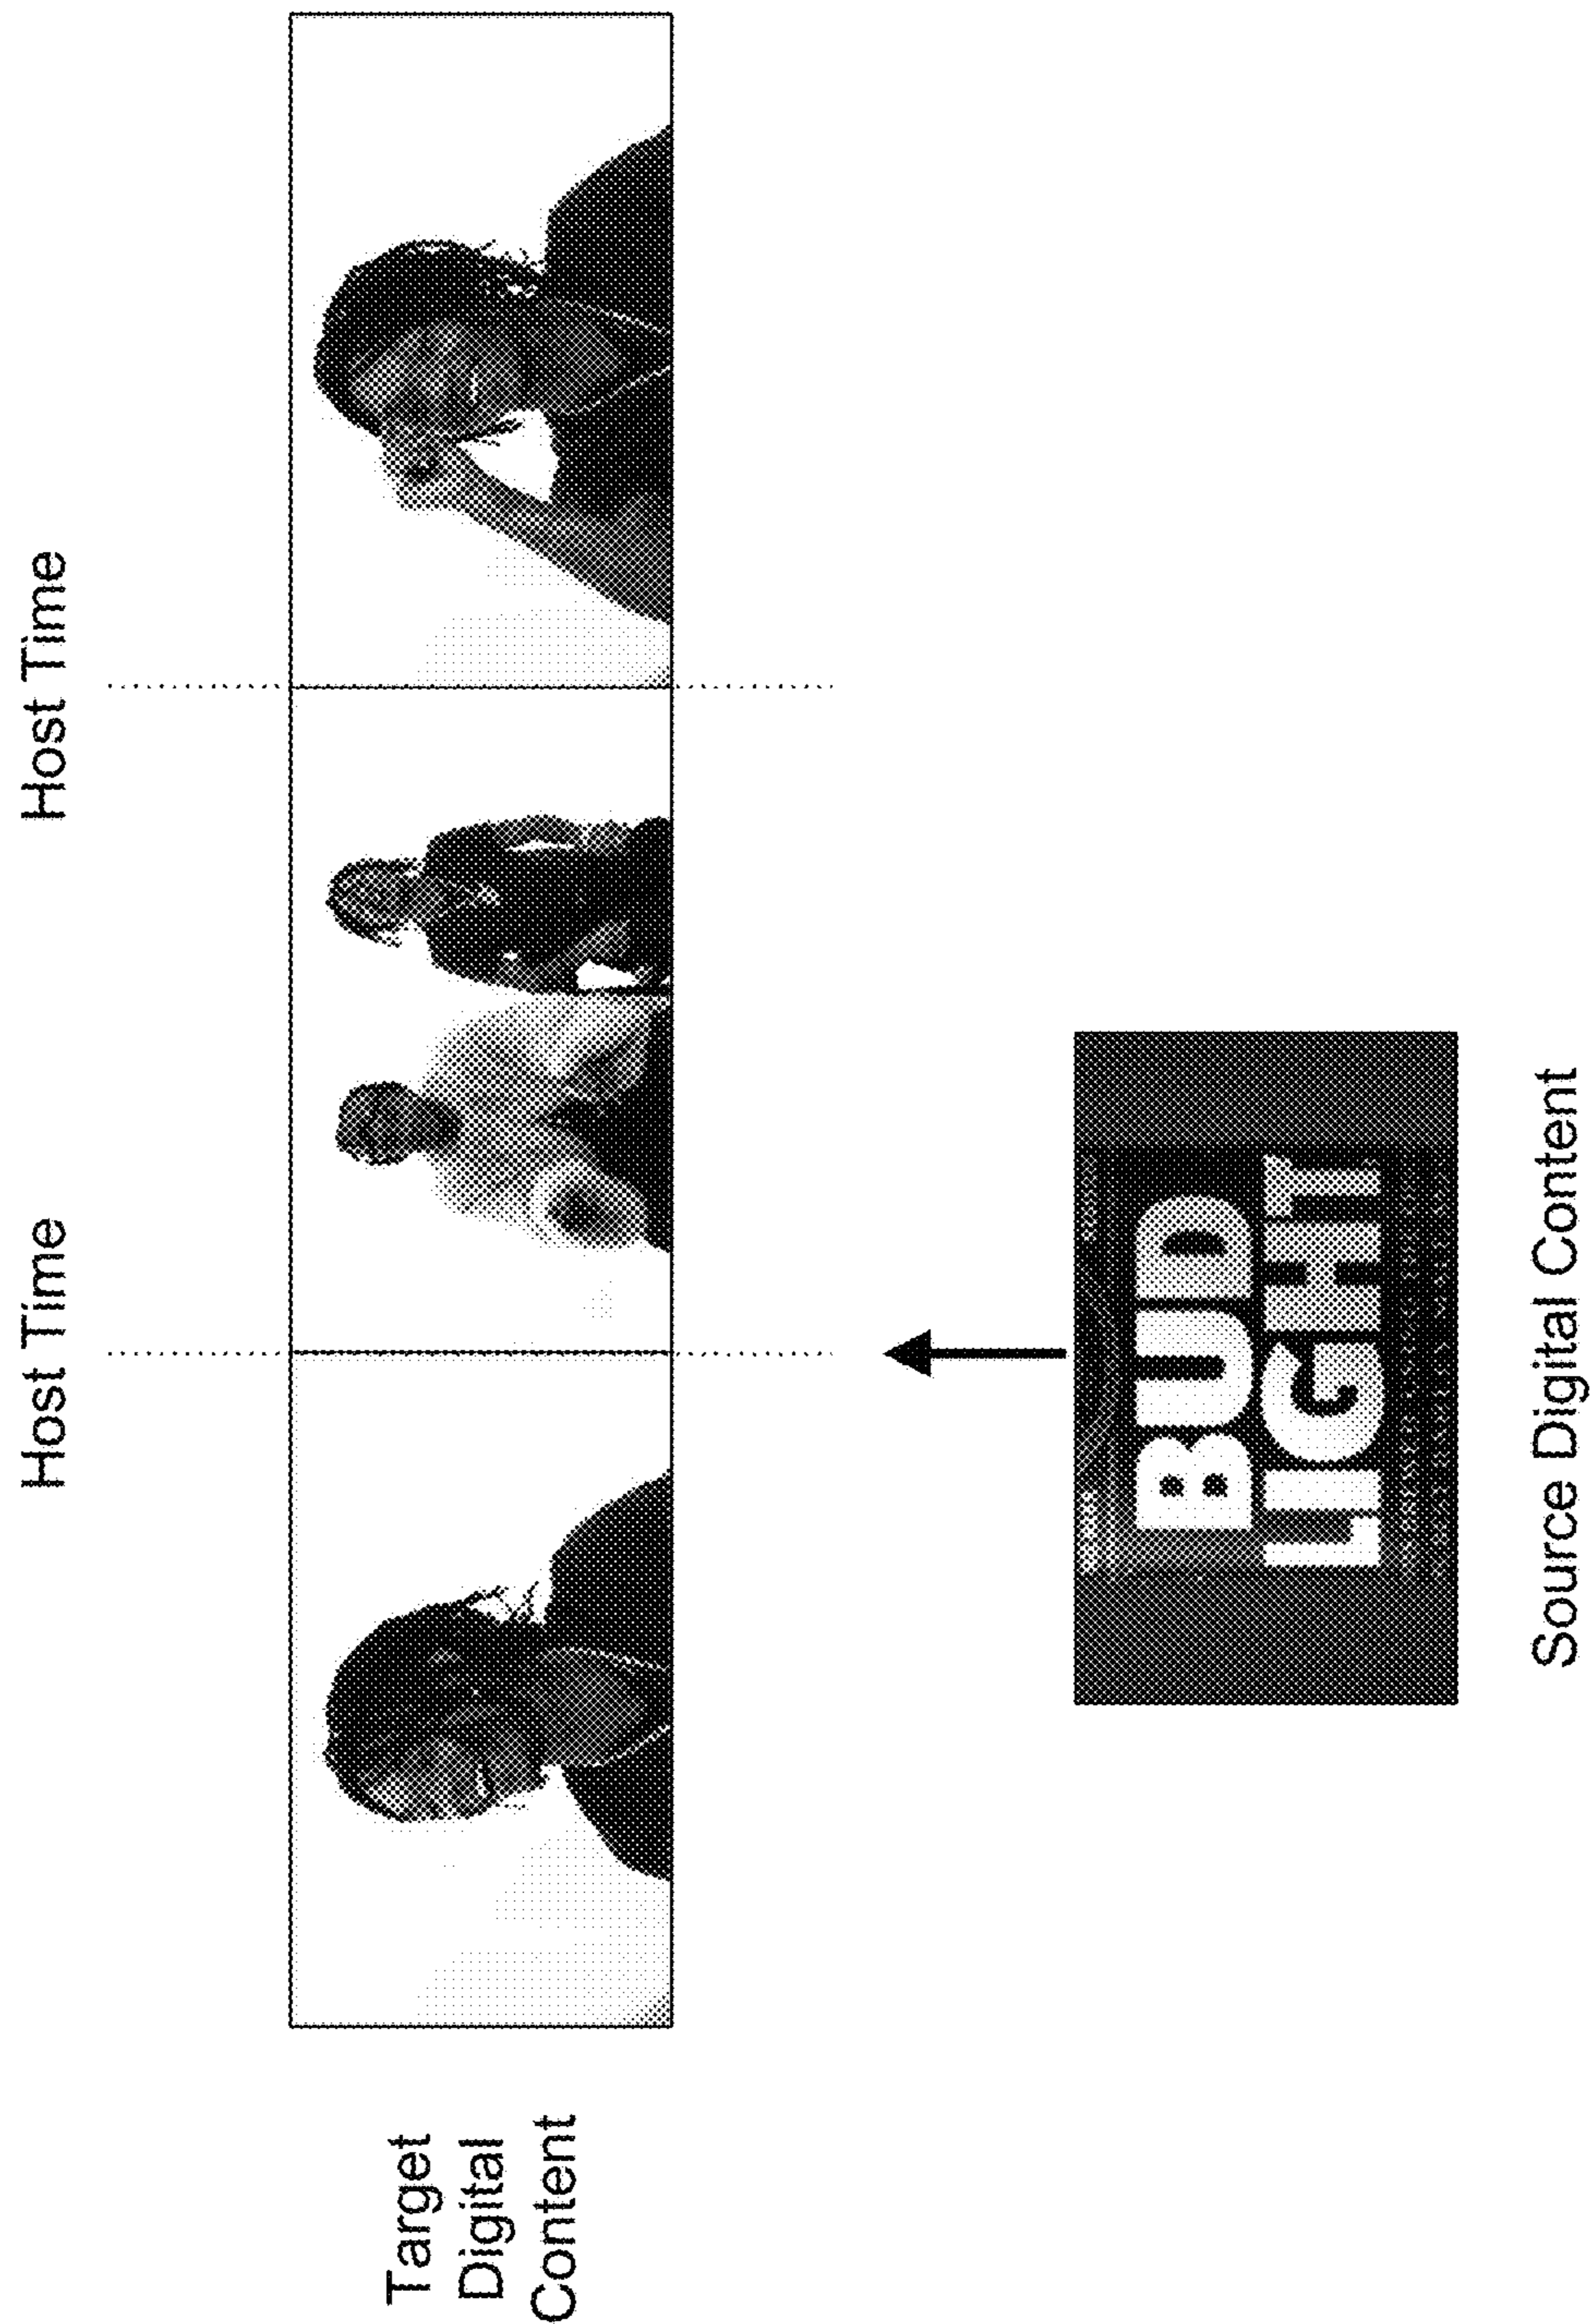 Host Time
Host Time
Target
Digital
Content
BUD
LIGHT
Source Digital Content